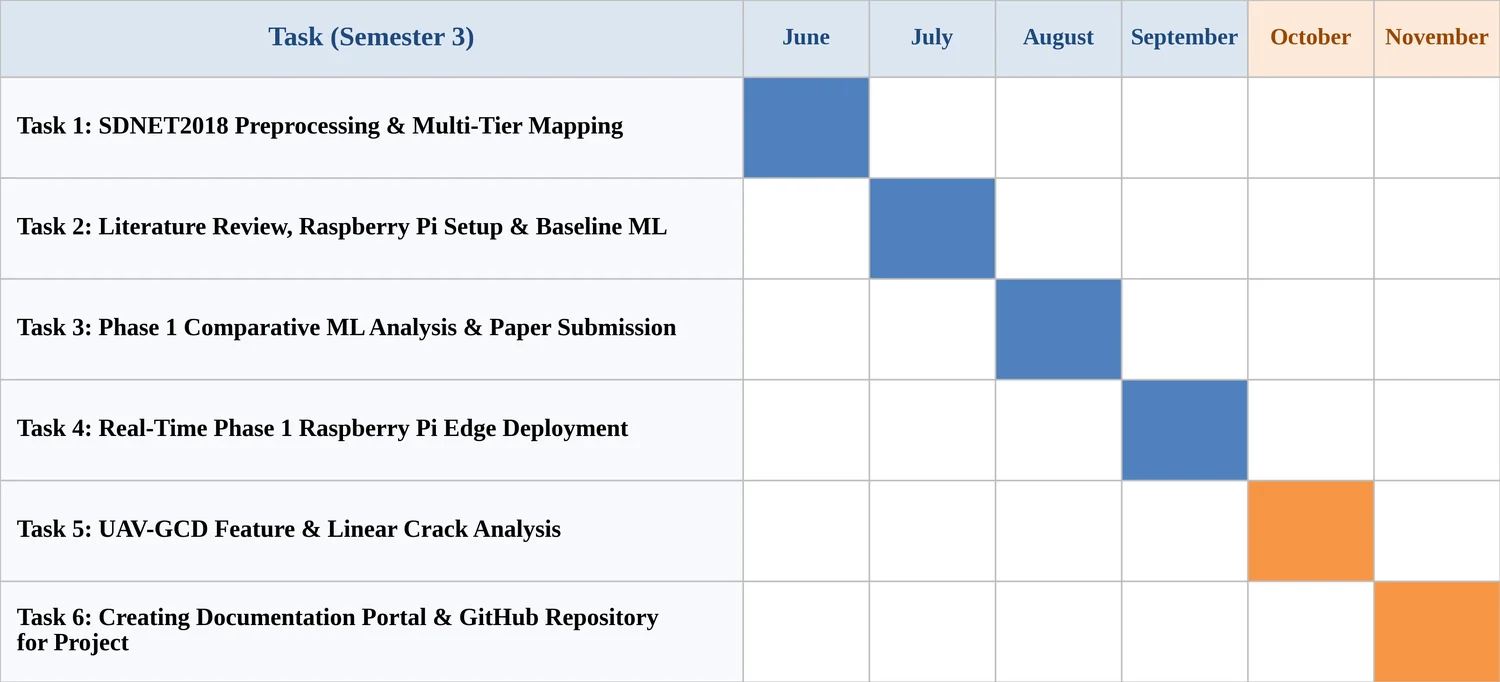 Task (Semester 3) June July August September October November
Task 1: SDNET2018 Preprocessing & Multi-Tier Mapping
Task 2: Literature Review, Raspberry Pi Setup & Baseline ML
Task 3: Phase 1 Comparative ML Analysis & Paper Submission
Task 4: Real-Time Phase 1 Raspberry Pi Edge Deployment
Task 5: UAV-GCD Feature & Linear Crack Analysis
Task 6: Creating Documentation Portal & GitHub Repository
for Project